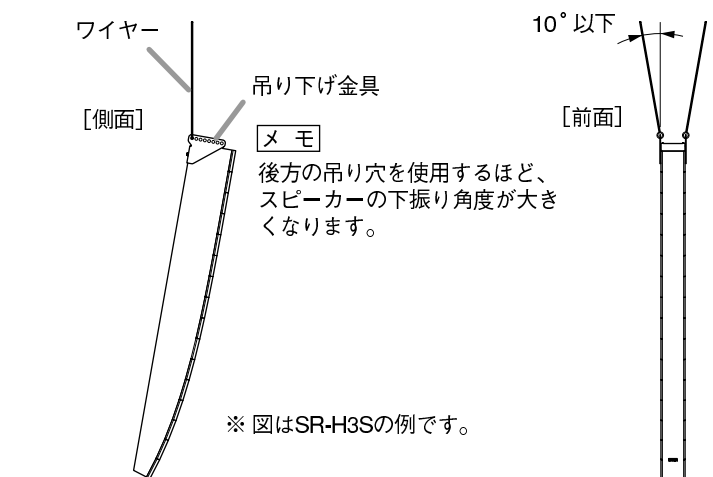 ワイヤー
10°以下
吊り下げ金具
［側面］
［前面］
メ モ
後方の吊り穴を使用するほど、
スピーカーの下振り角度が大き
くなります。
※ 図はSR-H3Sの例です。